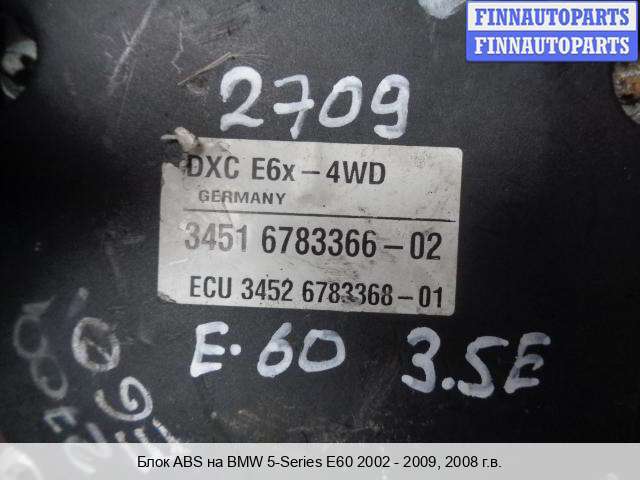 FINNAUTOPARTS
FINNAUTOPARTS
2709
DXC E6x-4WD
GERMANY
3451 6783366-02
ECU 3452 6783368-01
E-60 3.5E
Блок ABS на BMW 5-Series E60 2002 - 2009, 2008 г.в.